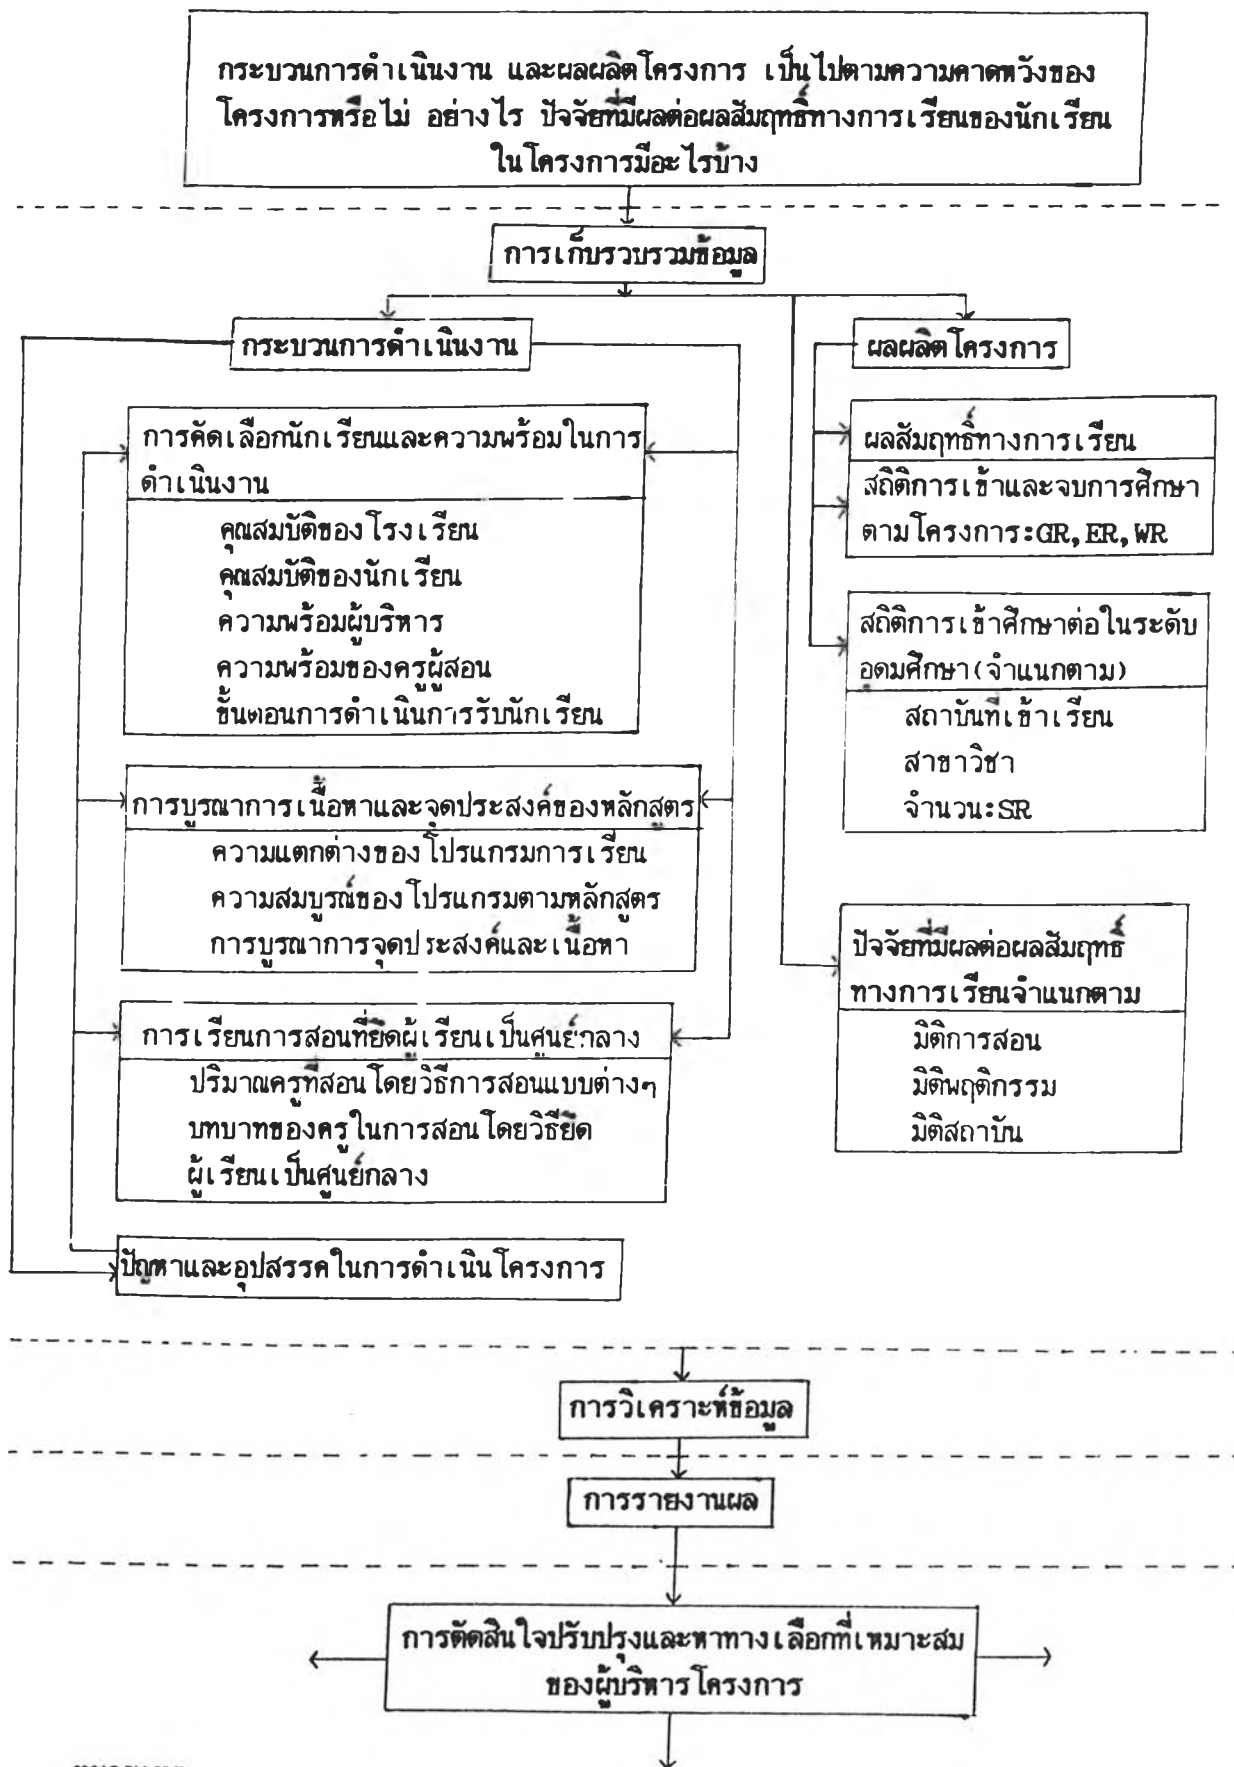 กระบวนการดำเนินงาน และผลผลิตโครงการ เป็นไปตามความคาดหวังของ
โครงการหรือไม่ อย่างไร ปัจจัยที่มีผลต่อผลสัมฤทธิ์ทางการเรียนของนักเรียน
ในโครงการมีอะไรบ้าง
การเก็บรวบรวมข้อมูล
กระบวนการดำเนินงาน
การคัดเลือกนักเรียนและความพร้อมในการ
ดำเนินงาน
คุณสมบัติของโรงเรียน
คุณสมบัติของนักเรียน
ความพร้อมผู้บริหาร
ความพร้อมของครูผู้สอน
ขั้นตอนการดำเนินการรับนักเรียน
การบูรณาการเนื้อหาและจุดประสงค์ของหลักสูตร
ความแตกต่างของโปรแกรมการเรียน
ความสมบูรณ์ของโปรแกรมตามหลักสูตร
การบูรณาการจุดประสงค์และเนื้อหา
การเรียนการสอนที่ยึดผู้เรียนเป็นศูนย์กลาง
ปริมาณครูที่สอนโดยวิธีการสอนแบบต่างๆ
บทบาทของครูในการสอนโดยวิธียึด
ผู้เรียนเป็นศูนย์กลาง
ปัญหาและอุปสรรคในการดำเนินโครงการ
ผลผลิตโครงการ
ผลสัมฤทธิ์ทางการเรียน
สถิติการเข้าและจบการศึกษา
ตามโครงการ:GR,ER,WR
สถิติการเข้าศึกษาต่อในระดับ
อุดมศึกษา(จำแนกตาม)
สถาบันที่เข้าเรียน
สาขาวิชา
จำนวน:SR
ปัจจัยที่มีผลต่อผลสัมฤทธิ์
ทางการเรียนจำแนกตาม
มิติการสอน
มิติพฤติกรรม
มิติสถาบัน
การวิเคราะห์ข้อมูล
การรายงานผล
การตัดสินใจปรับปรุงและหาทางเลือกที่เหมาะสม
ของผู้บริหารโครงการ